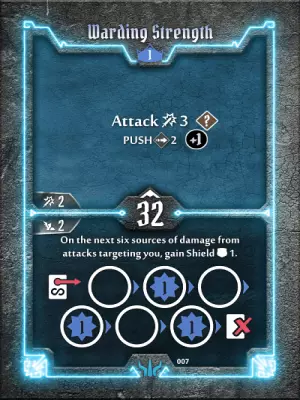 Warding Strength
1
Attack 3 ?
PUSH 2 +1
2
2
32
On the next six sources of damage from
attacks targeting you, gain Shield 1.
1
1 1
007